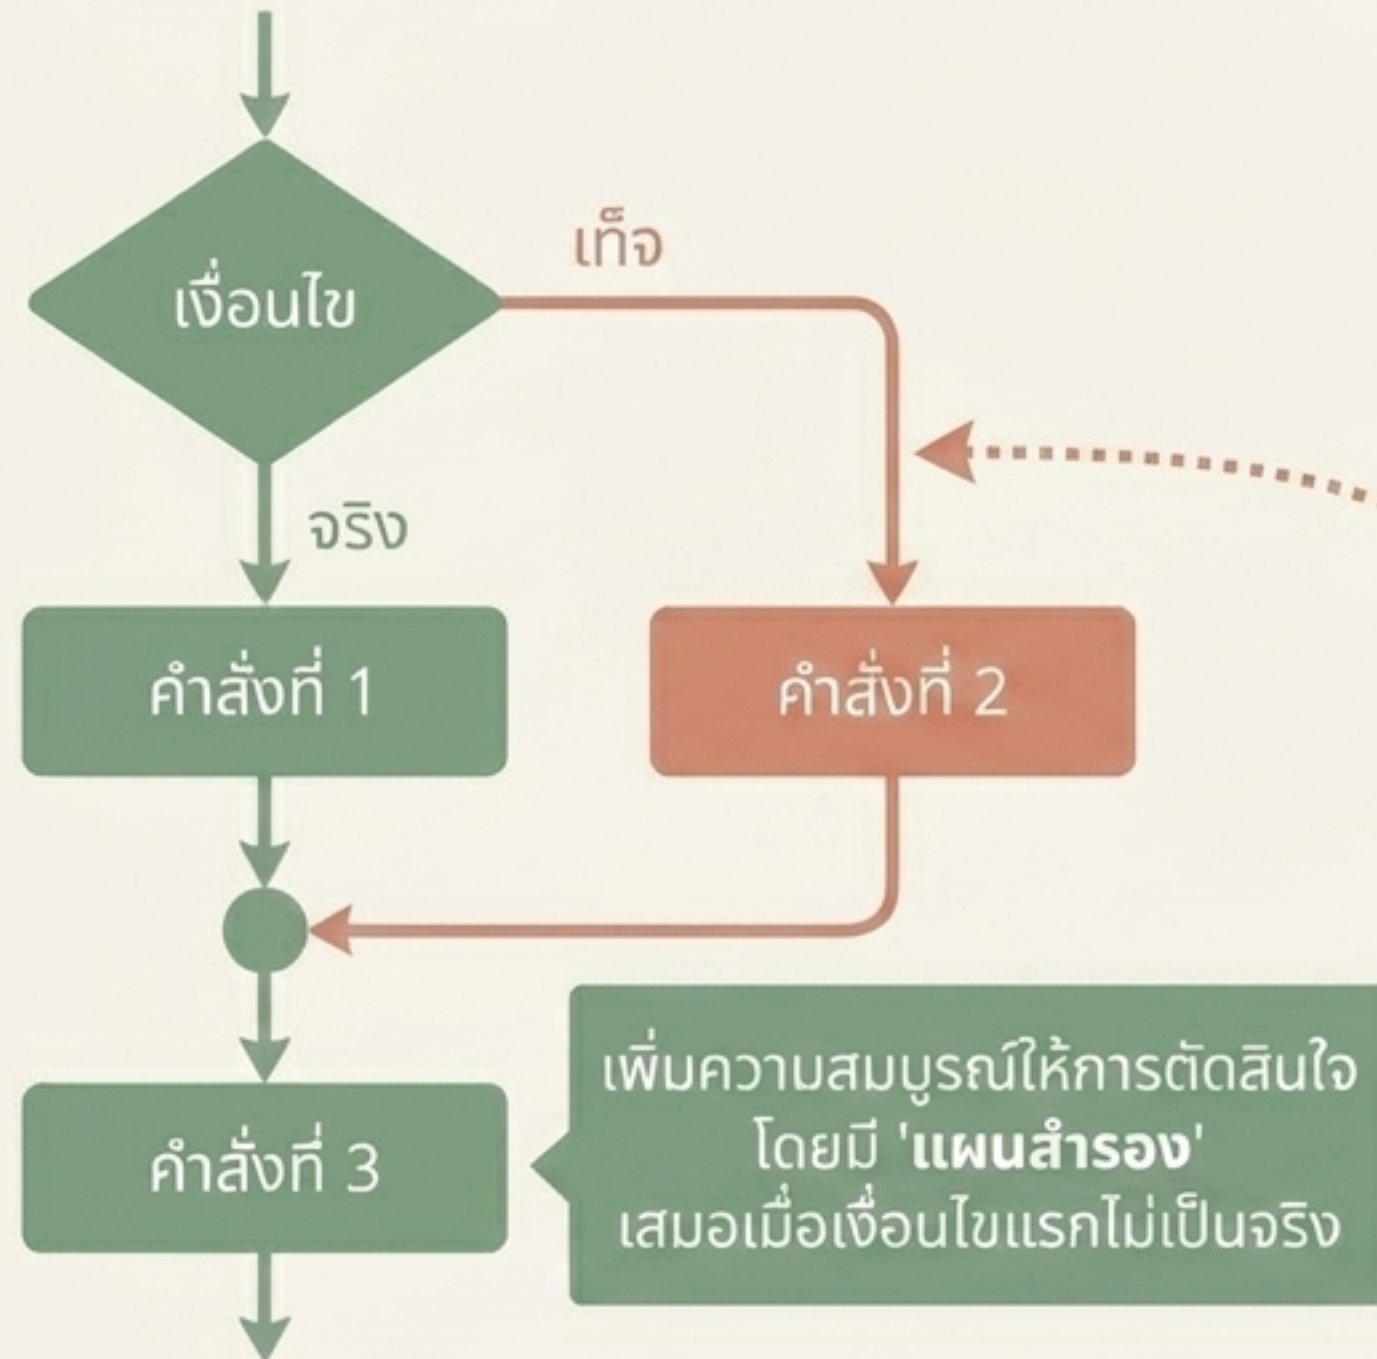 เงื่อนไข
เท็จ
จริง
คำสั่งที่ 1
คำสั่งที่ 2
คำสั่งที่ 3
เพิ่มความสมบูรณ์ให้การตัดสินใจ
โดยมี 'แผนสำรอง'
เสมอเมื่อเงื่อนไขแรกไม่เป็นจริง